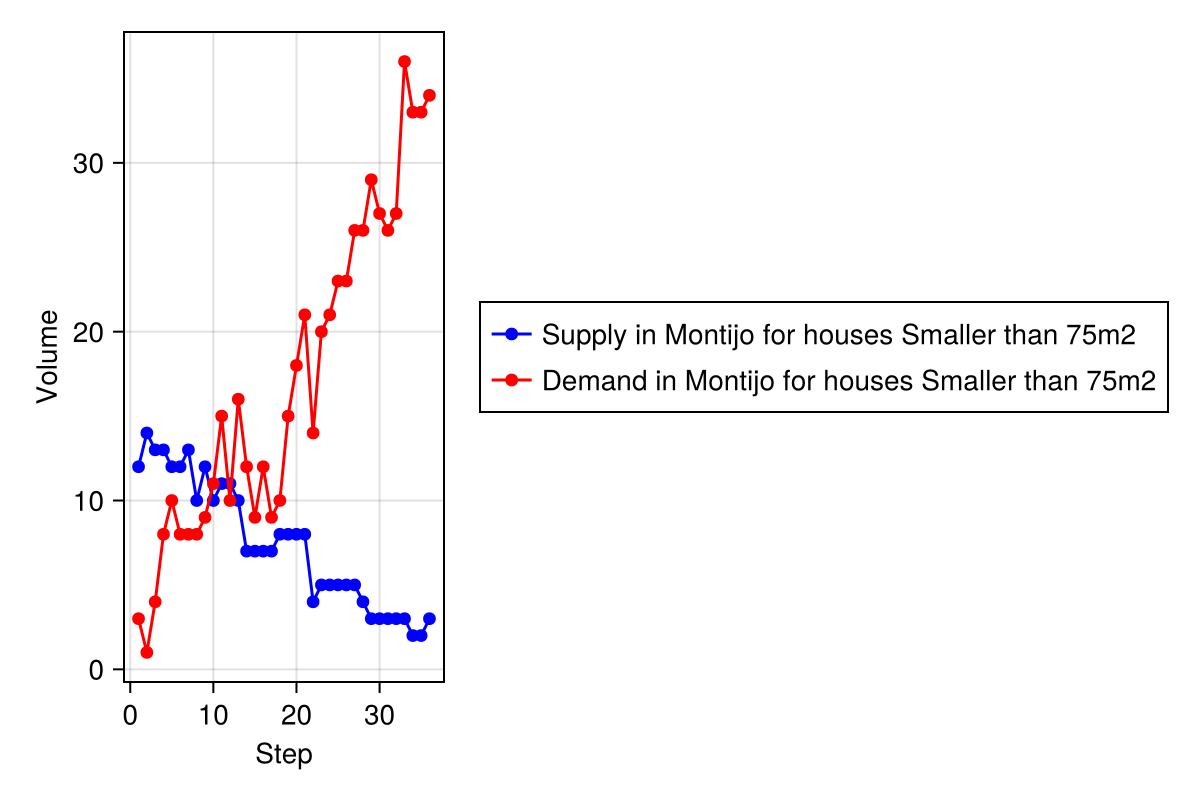 Volume
30
20
10
0
0 10 20 30
Step
Supply in Montijo for houses Smaller than 75m2
Demand in Montijo for houses Smaller than 75m2